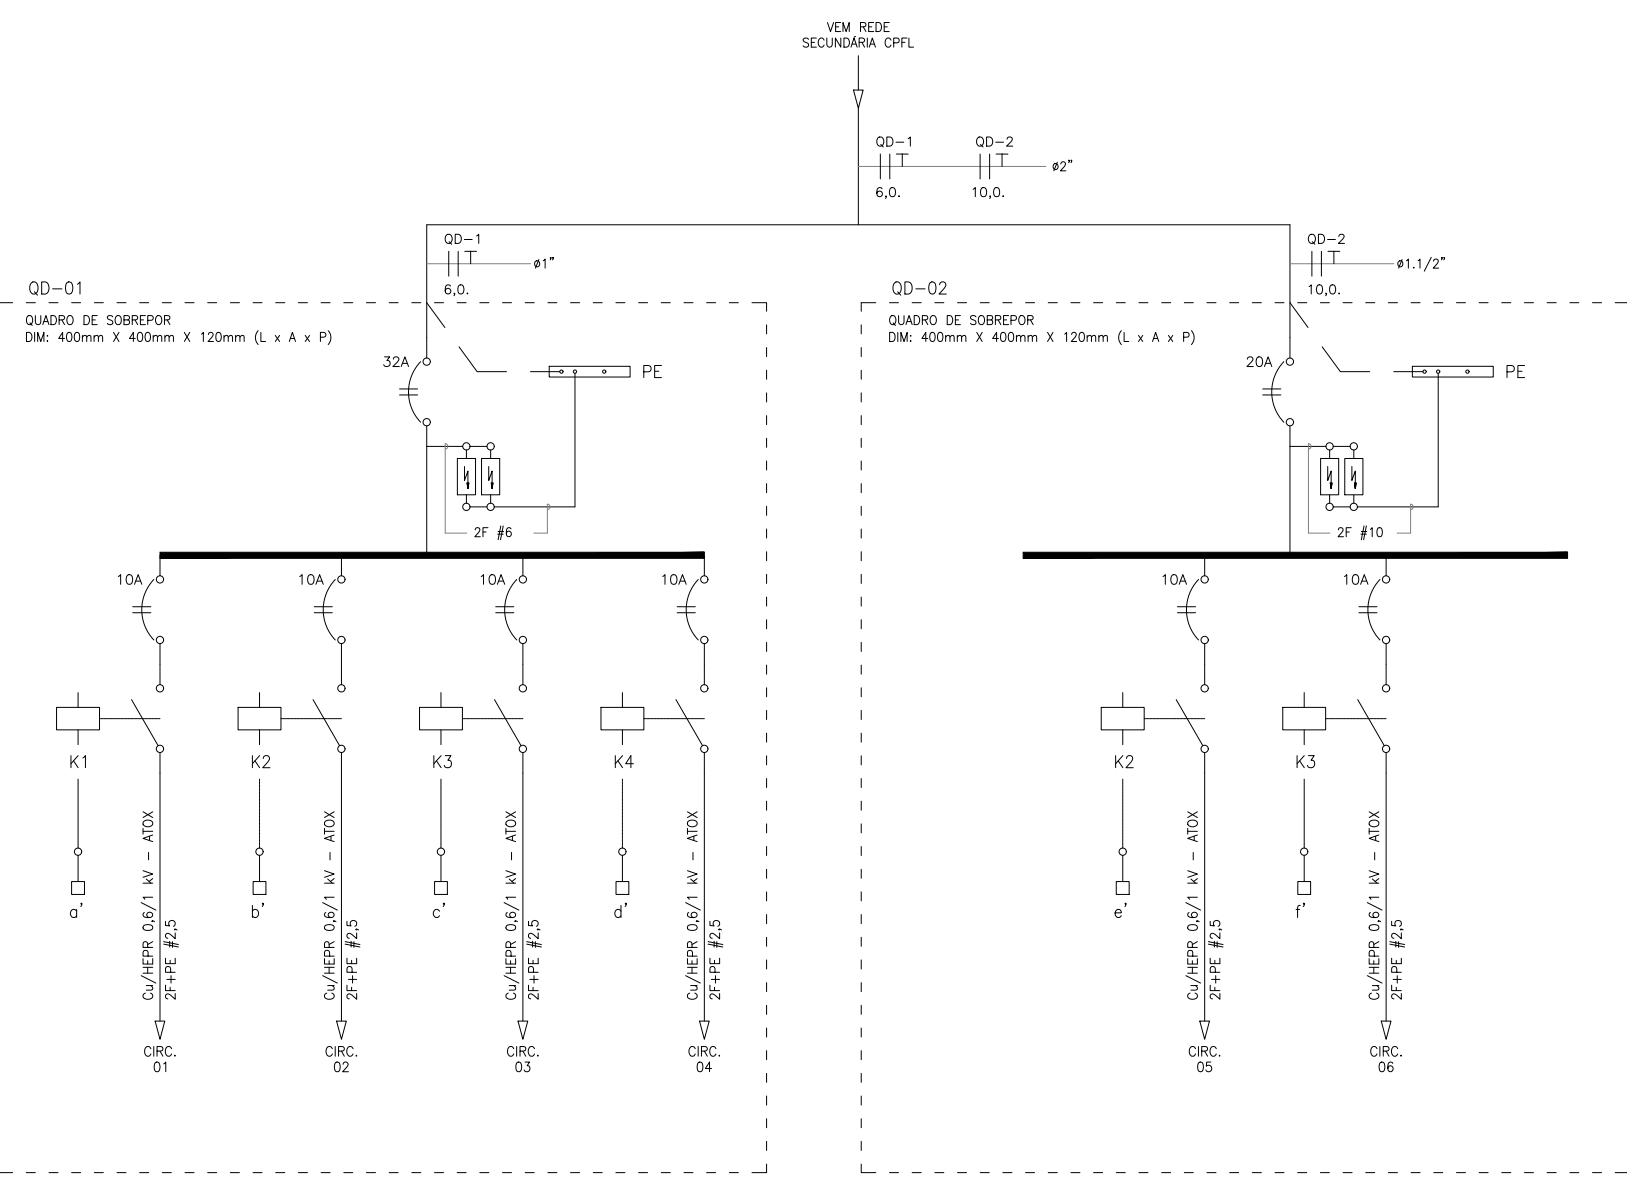 VEM REDE
SECUNDÁRIA CPFL
QD-1
QD-2
ø2"
6,0.
10,0.
QD-1
ø1"
6,0.
QD-2
ø1.1/2"
10,0.
QD-01
QUADRO DE SOBREPOR
DIM: 400mm X 400mm X 120mm (L x A x P)
32A
PE
2F #6
10A
10A
10A
10A
K1
K2
K3
K4
a'
b'
c'
d'
Cu/HEPR 0,6/1 kV - ATOX
2F+PE #2,5
Cu/HEPR 0,6/1 kV - ATOX
2F+PE #2,5
Cu/HEPR 0,6/1 kV - ATOX
2F+PE #2,5
Cu/HEPR 0,6/1 kV - ATOX
2F+PE #2,5
CIRC.
01
CIRC.
02
CIRC.
03
CIRC.
04
QD-02
QUADRO DE SOBREPOR
DIM: 400mm X 400mm X 120mm (L x A x P)
20A
PE
2F #10
10A
10A
K2
K3
e'
f'
Cu/HEPR 0,6/1 kV - ATOX
2F+PE #2,5
Cu/HEPR 0,6/1 kV - ATOX
2F+PE #2,5
CIRC.
05
CIRC.
06